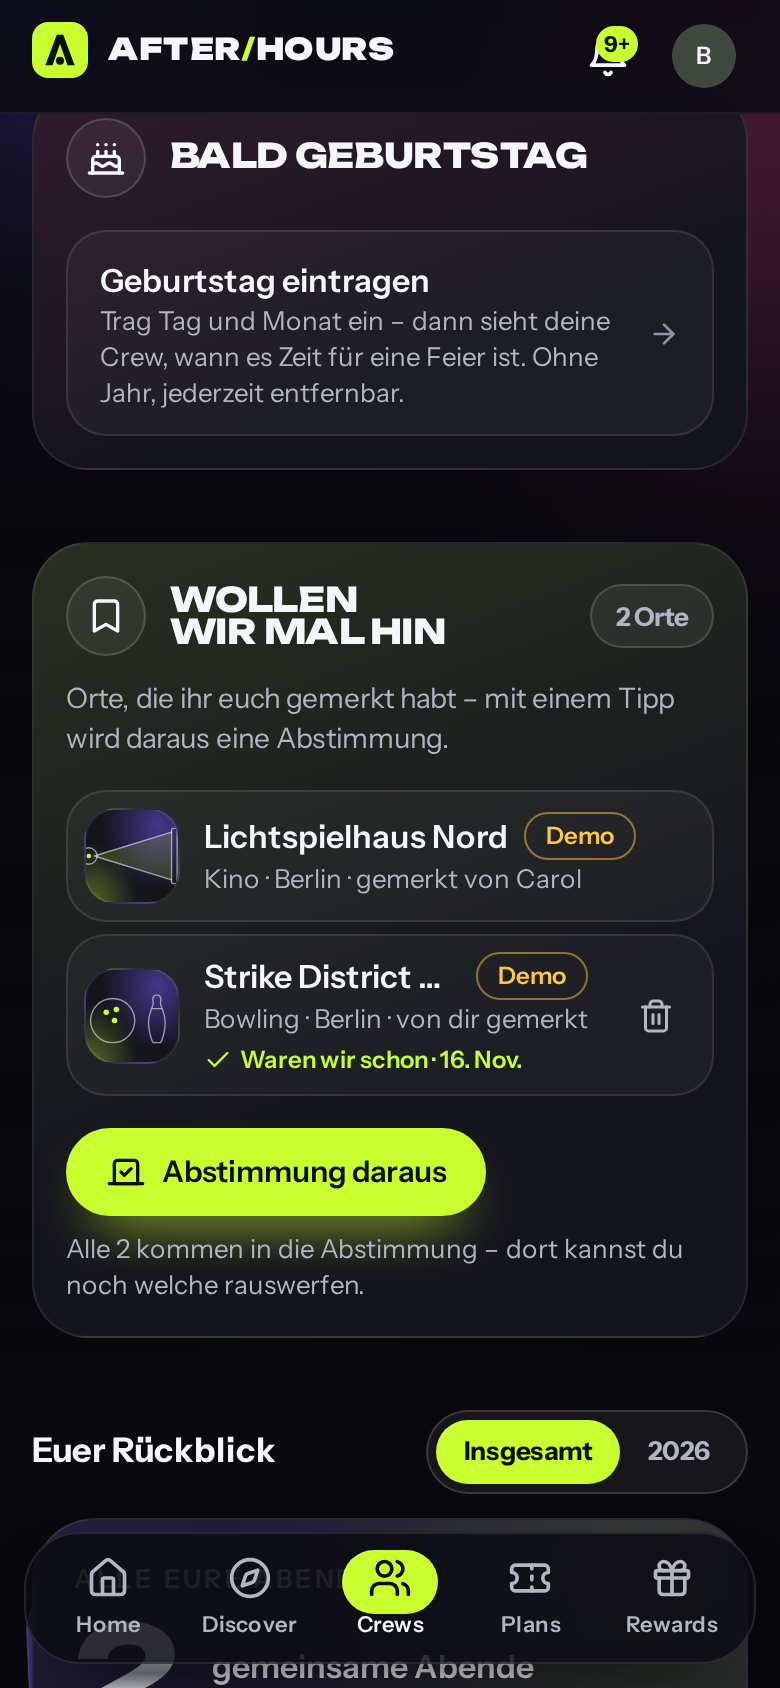 AFTER/HOURS
9+
B
BALD GEBURTSTAG
Geburtstag eintragen
Trag Tag und Monat ein – dann sieht deine
Crew, wann es Zeit für eine Feier ist. Ohne
Jahr, jederzeit entfernbar.
WOLLEN
WIR MAL HIN
2 Orte
Orte, die ihr euch gemerkt habt – mit einem Tipp
wird daraus eine Abstimmung.
Lichtspielhaus Nord
Demo
Kino · Berlin · gemerkt von Carol
Strike District ...
Demo
Bowling · Berlin · von dir gemerkt
Waren wir schon · 16. Nov.
Abstimmung daraus
Alle 2 kommen in die Abstimmung – dort kannst du
noch welche rauswerfen.
Euer Rückblick
Insgesamt
2026
Home
Discover
Crews
Plans
Rewards
2
gemeinsame Abende